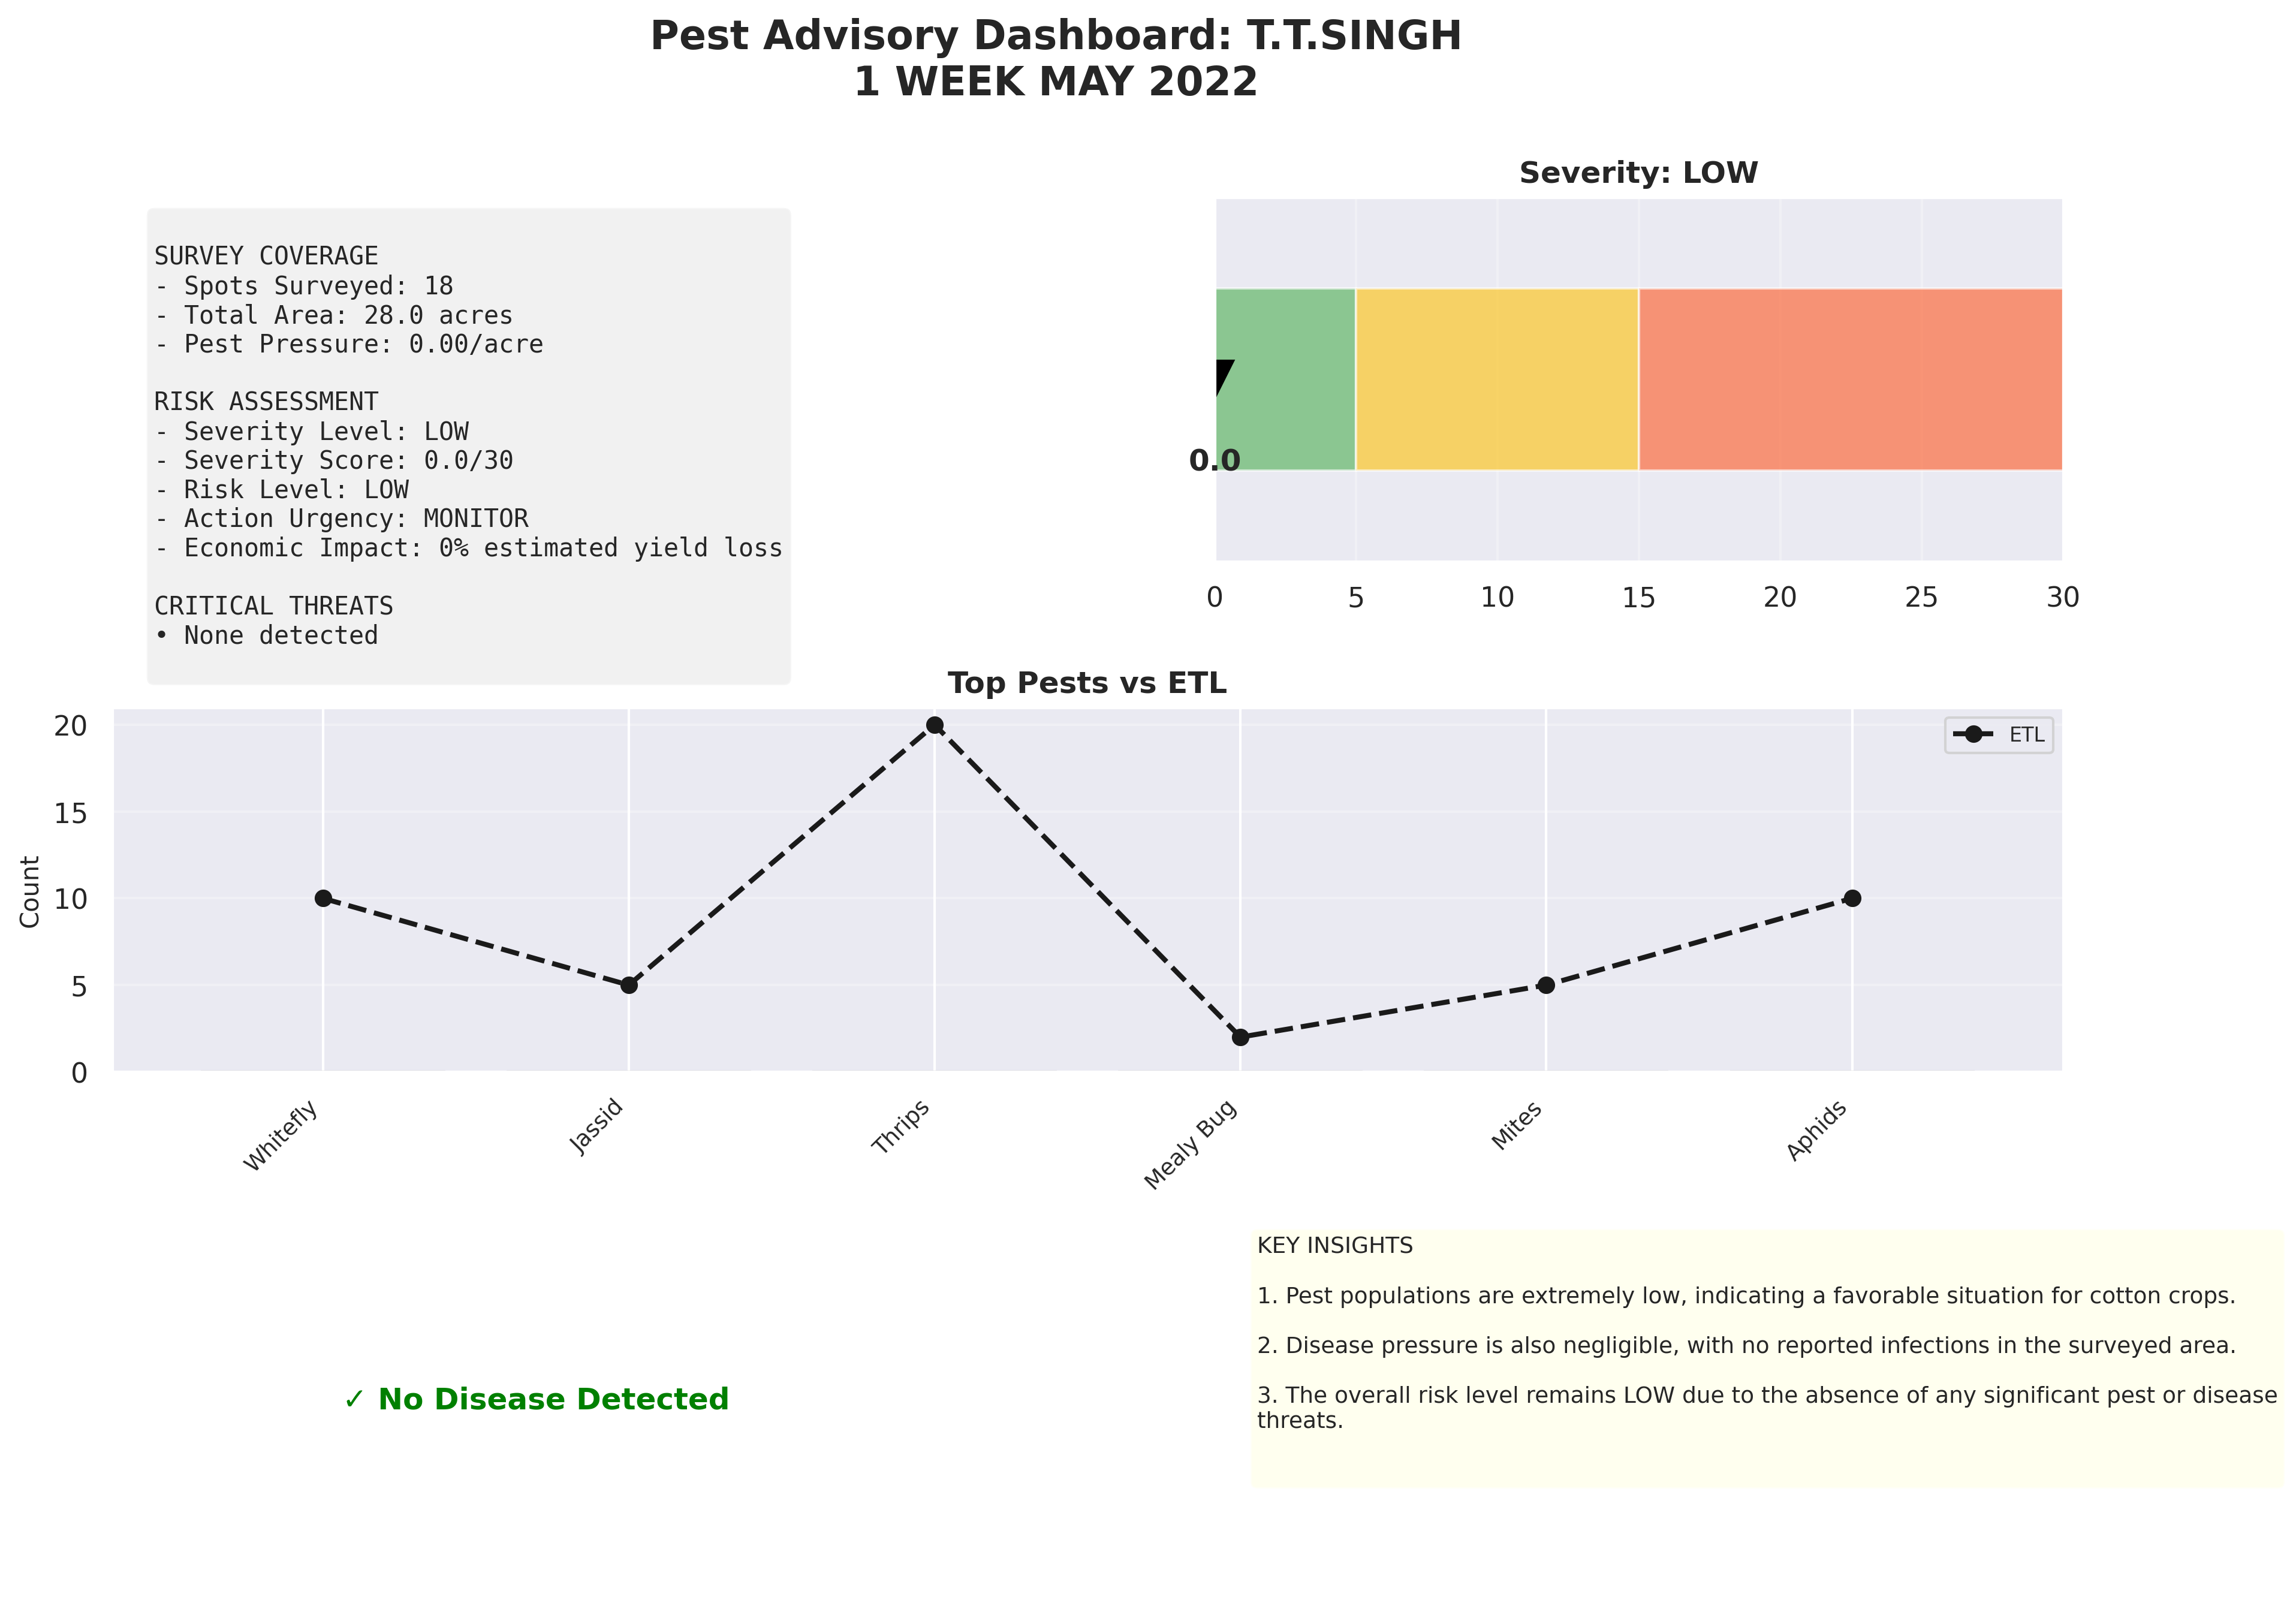 Pest Advisory Dashboard: T.T.SINGH
1 WEEK MAY 2022
SURVEY COVERAGE
- Spots Surveyed: 18
- Total Area: 28.0 acres
- Pest Pressure: 0.00/acre
RISK ASSESSMENT
- Severity Level: LOW
- Severity Score: 0.0/30
- Risk Level: LOW
- Action Urgency: MONITOR
- Economic Impact: 0% estimated yield loss
CRITICAL THREATS
• None detected
Severity: LOW
0.0
0 5 10 15 20 25 30
Top Pests vs ETL
ETL
Count
20
15
10
5
0
Whitefly
Jassid
Thrips
Mealy Bug
Mites
Aphids
✓ No Disease Detected
KEY INSIGHTS
1. Pest populations are extremely low, indicating a favorable situation for cotton crops.
2. Disease pressure is also negligible, with no reported infections in the surveyed area.
3. The overall risk level remains LOW due to the absence of any significant pest or disease
threats.